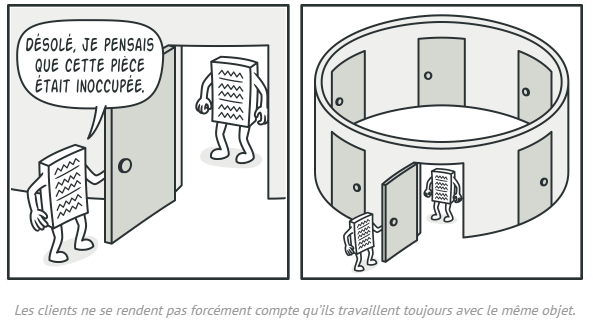 DÉSOLÉ, JE PENSAIS
QUE CETTE PIÈCE
ÉTAIT INOCCUPÉE.
Les clients ne se rendent pas forcément compte qu'ils travaillent toujours avec le même objet.